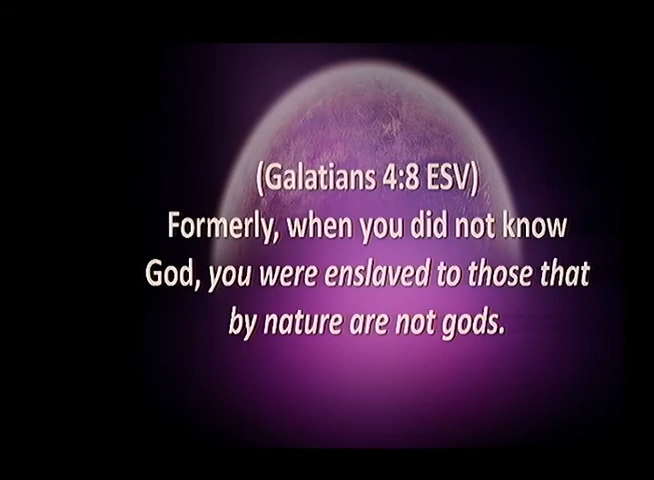 (Galatians 4:8 ESV)
Formerly, when you did not know
God, you were enslaved to those that
by nature are not gods.